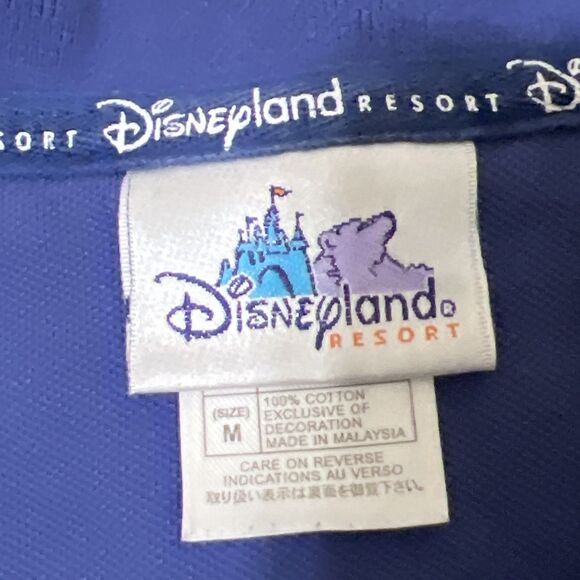 SORT Disneyland RESORT Di
Disneyland®
RESORT
(SIZE)
M
100% COTTON
EXCLUSIVE OF
DECORATION
MADE IN MALAYSIA
CARE ON REVERSE
INDICATIONS AU VERSO
取り扱い表示は裏面を御覧下さい。